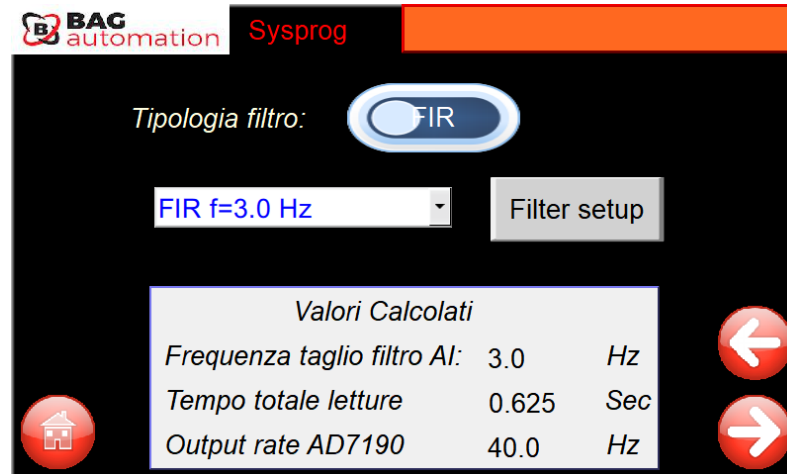 BAG
automation
Sysprog
Tipologia filtro: FIR
FIR f=3.0 Hz
Filter setup
Valori Calcolati
Frequenza taglio filtro AI: 3.0 Hz
Tempo totale letture 0.625 Sec
Output rate AD7190 40.0 Hz